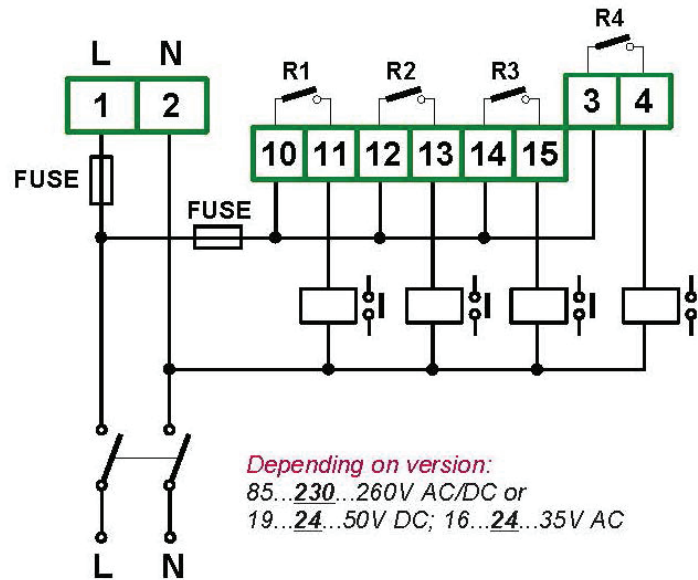 L N
R1 R2 R3 R4
1 2
3 4
10 11 12 13 14 15
FUSE
FUSE
Depending on version:
85...230...260V AC/DC or
19...24...50V DC; 16...24...35V AC
L N